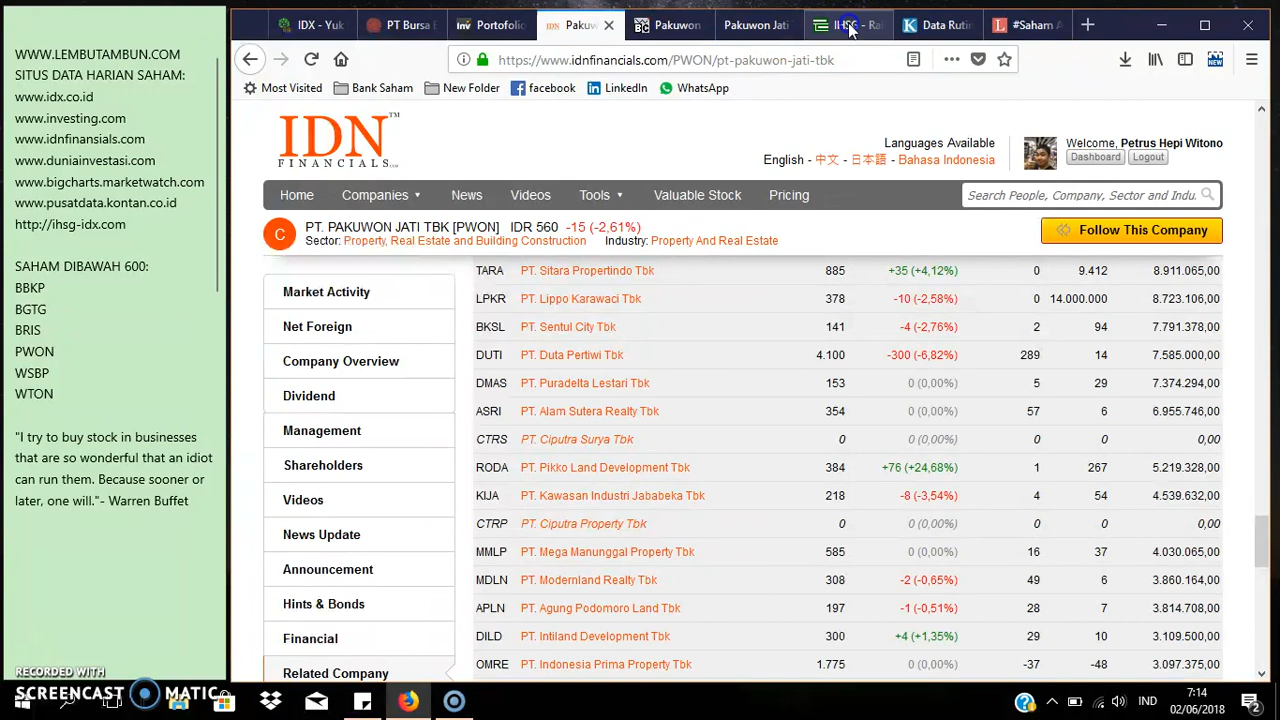 WWW.LEMBUTAMBUN.COM
SITUS DATA HARIAN SAHAM:
www.idx.co.id
www.investing.com
www.idnfinansials.com
www.duniainvestasi.com
www.bigcharts.marketwatch.com
www.pusatdata.kontan.co.id
http://ihsg-idx.com
SAHAM DIBAWAH 600:
BBKP
BGTG
BRIS
PWON
WSBP
WTON
"I try to buy stock in businesses
that are so wonderful that an idiot
can run them. Because sooner or
later, one will."- Warren Buffet
IDX - Yuk
PT Bursa E
inv Portofolio
IDN Pakuw
BC Pakuwon
Pakuwon Jati
IHSG - Ra
K Data Rutin
L #Saham A
https://www.idnfinancials.com/PWON/pt-pakuwon-jati-tbk
Most Visited Bank Saham New Folder facebook LinkedIn WhatsApp
IDN™
FINANCIALS.COM
Languages Available
English - 中文 - 日本語 - Bahasa Indonesia
Welcome, Petrus Hepi Witono
Dashboard Logout
Home Companies News Videos Tools Valuable Stock Pricing Search People, Company, Sector and Indu
C PT. PAKUWON JATI TBK [PWON] IDR 560 -15 (-2,61%)
Sector: Property, Real Estate and Building Construction Industry: Property And Real Estate
Follow This Company
Market Activity
Net Foreign
Company Overview
Dividend
Management
Shareholders
Videos
News Update
Announcement
Hints & Bonds
Financial
Related Company
TARA PT. Sitara Propertindo Tbk 885 +35 (+4,12%) 0 9.412 8.911.065,00
LPKR PT. Lippo Karawaci Tbk 378 -10 (-2,58%) 0 14.000.000 8.723.106,00
BKSL PT. Sentul City Tbk 141 -4 (-2,76%) 2 94 7.791.378,00
DUTI PT. Duta Pertiwi Tbk 4.100 -300 (-6,82%) 289 14 7.585.000,00
DMAS PT. Puradelta Lestari Tbk 153 0 (0,00%) 5 29 7.374.294,00
ASRI PT. Alam Sutera Realty Tbk 354 0 (0,00%) 57 6 6.955.746,00
CTRS PT. Ciputra Surya Tbk 0 0 (0,00%) 0 0 0,00
RODA PT. Pikko Land Development Tbk 384 +76 (+24,68%) 1 267 5.219.328,00
KIJA PT. Kawasan Industri Jababeka Tbk 218 -8 (-3,54%) 4 54 4.539.632,00
CTRP PT. Ciputra Property Tbk 0 0 (0,00%) 0 0 0,00
MMLP PT. Mega Manunggal Property Tbk 585 0 (0,00%) 16 37 4.030.065,00
MDLN PT. Modernland Realty Tbk 308 -2 (-0,65%) 49 6 3.860.164,00
APLN PT. Agung Podomoro Land Tbk 197 -1 (-0,51%) 28 7 3.814.708,00
DILD PT. Intiland Development Tbk 300 +4 (+1,35%) 29 10 3.109.500,00
OMRE PT. Indonesia Prima Property Tbk 1.775 0 (0,00%) -37 -48 3.097.375,00
RECORDED WITH
SCREENCAST MATIC
IND
7:14
02/06/2018
2